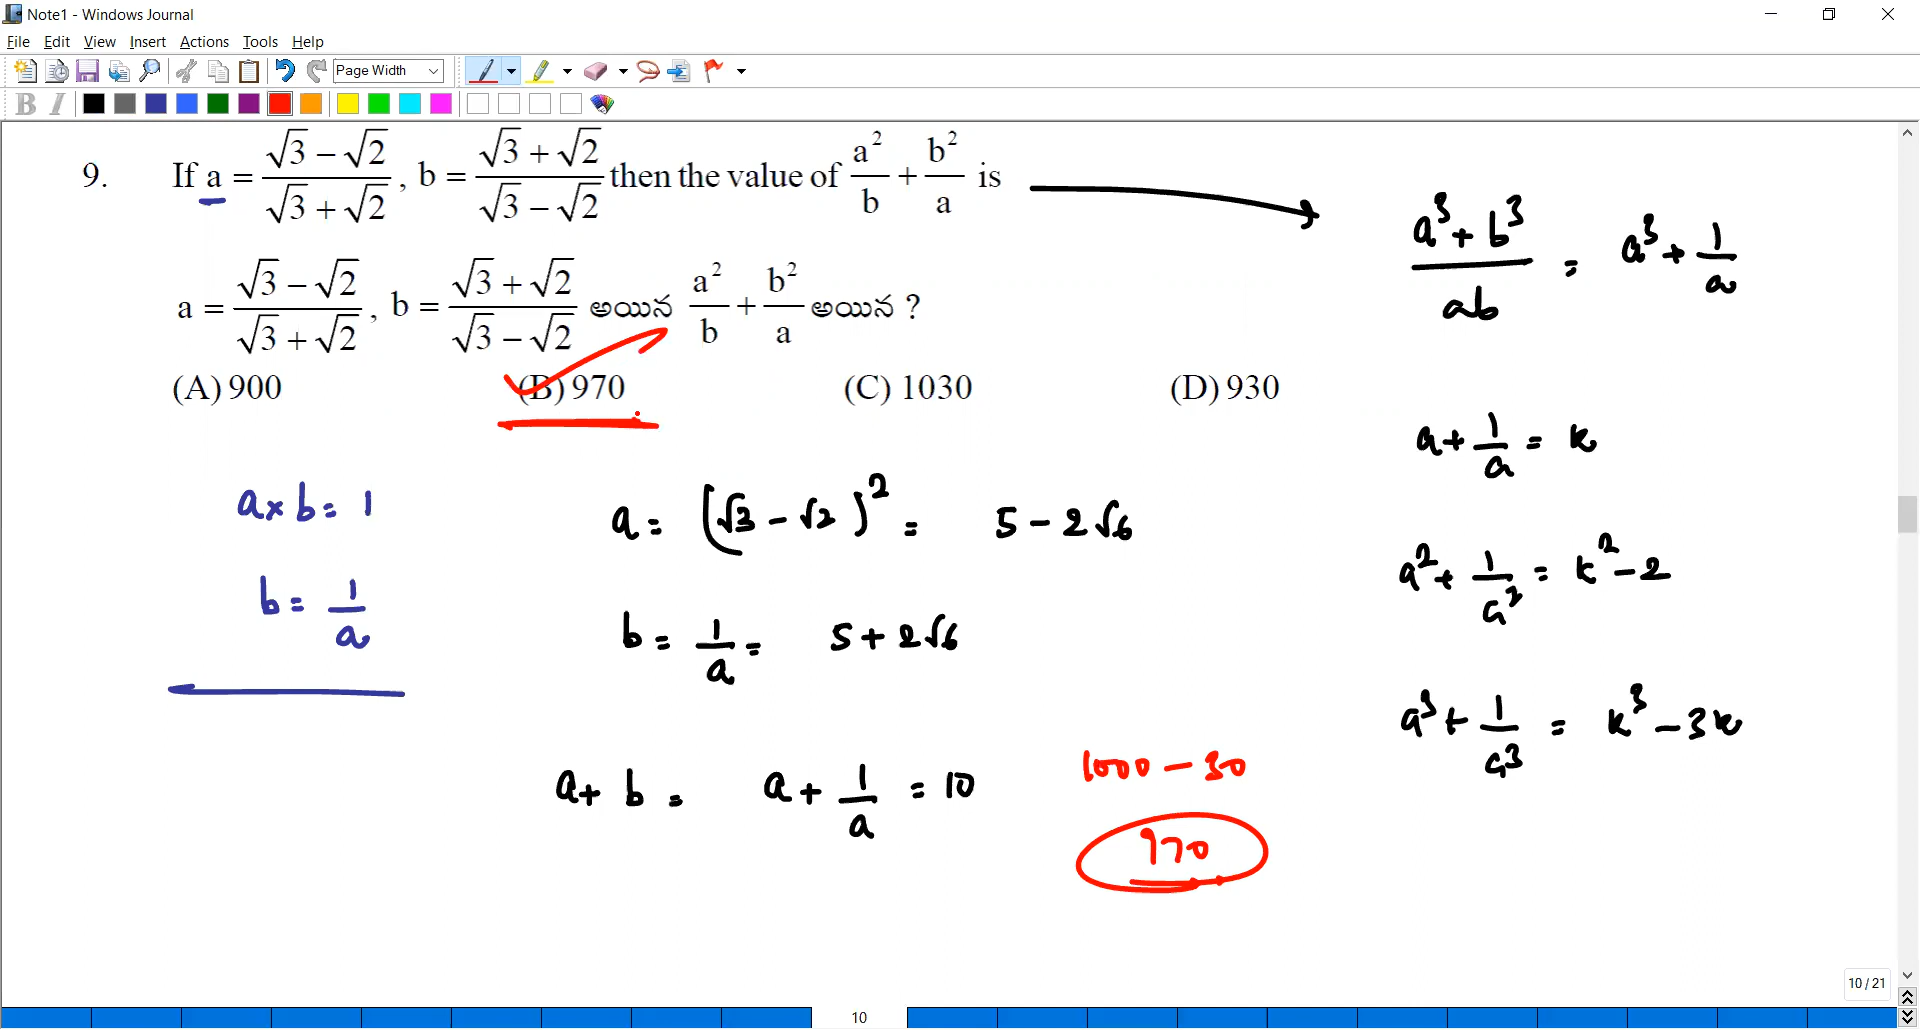 Note1 - Windows Journal
File Edit View Insert Actions Tools Help
Page Width
B I
9. If a = (√3 − √2)/(√3 + √2), b = (√3 + √2)/(√3 − √2) then the value of a²/b + b²/a is
a = (√3 − √2)/(√3 + √2), b = (√3 + √2)/(√3 − √2) అయిన a²/b + b²/a అయిన ?
(A) 900 (B) 970 (C) 1030 (D) 930
(a³ + b³)/ab = a³ + 1/a
a + 1/a = k
a² + 1/a² = k² − 2
a³ + 1/a³ = k³ − 3k
a × b = 1
b = 1/a
a = (√3 − √2)² = 5 − 2√6
b = 1/a = 5 + 2√6
a + b = a + 1/a = 10
1000 − 30
970
10 / 21
10